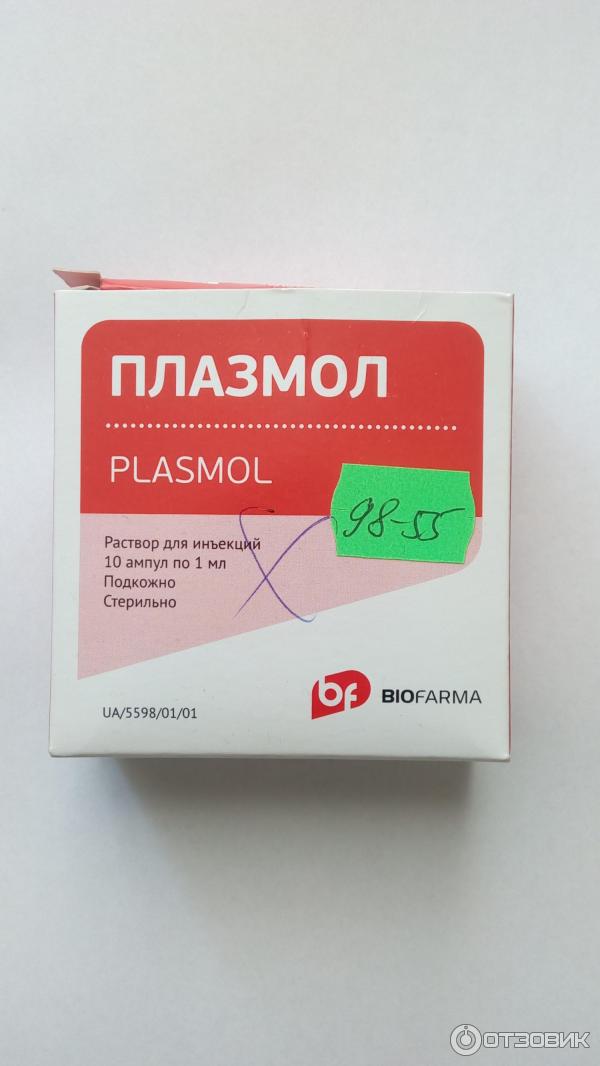 ПЛАЗМОЛ
PLASMOL
98-55
Раствор для инъекций
10 ампул по 1 мл
Подкожно
Стерильно
bf BIOFARMA
UA/5598/01/01
ОТЗОВИК